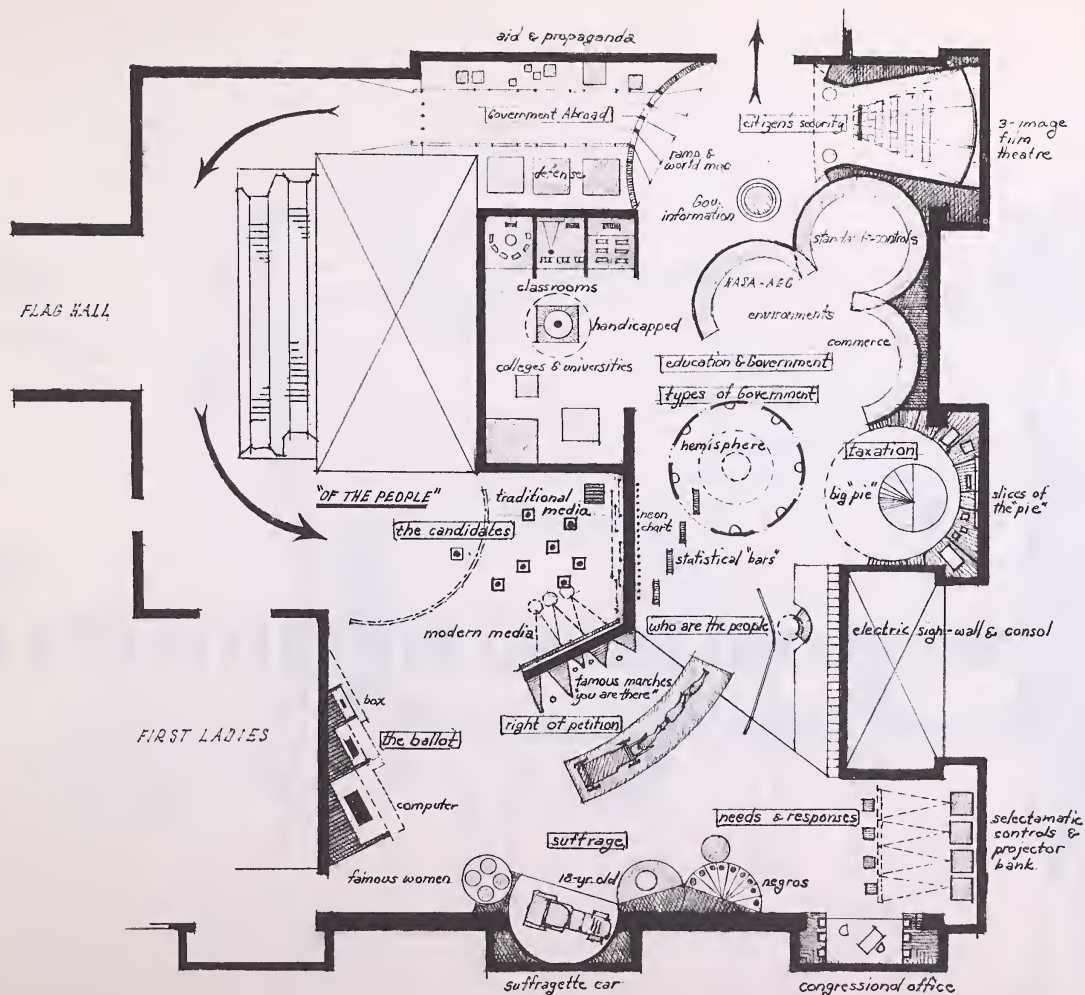 aid & propaganda
Government Abroad
defense
ramp &
world map
citizen's security
3-image
film
theatre
Gov.
information
standards-controls
NASA-AEC
environments
commerce
classrooms
handicapped
colleges & universities
education & Government
types of Government
FLAG HALL
hemisphere
taxation
big "pie"
slices of
the "pie"
"OF THE PEOPLE"
traditional
media
the candidates
neon
chart
statistical "bars"
modern media
who are the people
electric sign-wall & consol
famous marches
"you are there"
right of petition
FIRST LADIES
box
the ballot
computer
needs & responses
selectamatic
controls &
projector
bank.
suffrage
famous women
18-yr.old
negros
suffragette car
congressional office